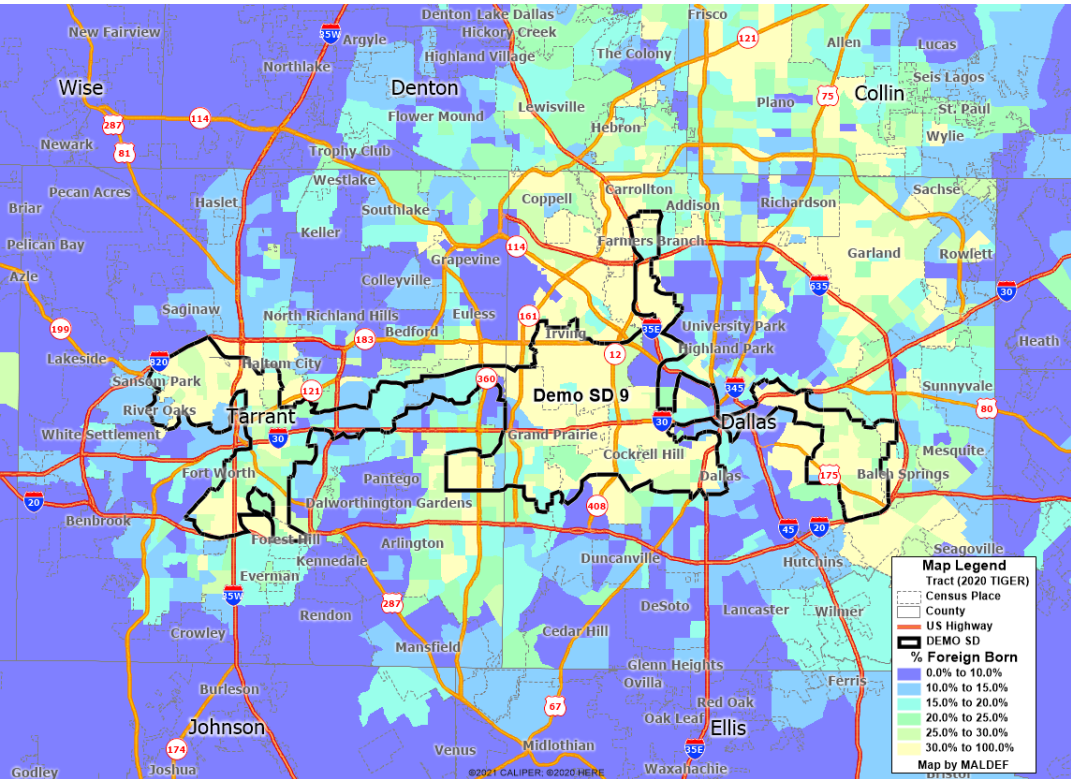 Denton Lake Dallas
Frisco
New Fairview
35W
Argyle
Hickory Creek
121
Allen
Lucas
Highland Village
The Colony
Northlake
Seis Lagos
Wise
Denton
75
Collin
Plano
Lewisville
St. Paul
287
114
Flower Mound
Hebron
Wylie
Newark
81
Trophy Club
Westlake
Pecan Acres
Carrollton
Sachse
Haslet
Coppell
Addison
Richardson
Briar
Southlake
Keller
Pelican Bay
114
Farmers Branch
Garland
Rowlett
Grapevine
Azle
Colleyville
635
30
Saginaw
North Richland Hills
Euless
161
199
Bedford
Irving
35E
University Park
183
Heath
Lakeside
820
Haltom City
12
Highland Park
Sansom Park
360
121
345
Sunnyvale
River Oaks
Demo SD 9
80
Tarrant
30
Dallas
White Settlement
30
Grand Prairie
Mesquite
Fort Worth
Cockrell Hill
Pantego
Dallas
175
Balch Springs
20
Dalworthington Gardens
408
Benbrook
45
20
Forest Hill
Arlington
Seagoville
Kennedale
Duncanville
Hutchins
Everman
35W
287
Rendon
DeSoto
Lancaster
Wilmer
Crowley
Cedar Hill
Mansfield
Glenn Heights
Ovilla
Ferris
Burleson
Red Oak
67
Oak Leaf
Johnson
Ellis
174
Venus
Midlothian
35E
Godley
Joshua
©2021 CALIPER; ©2020 HERE
Waxahachie
Bristol
Map Legend
Tract (2020 TIGER)
Census Place
County
US Highway
DEMO SD
% Foreign Born
0.0% to 10.0%
10.0% to 15.0%
15.0% to 20.0%
20.0% to 25.0%
25.0% to 30.0%
30.0% to 100.0%
Map by MALDEF